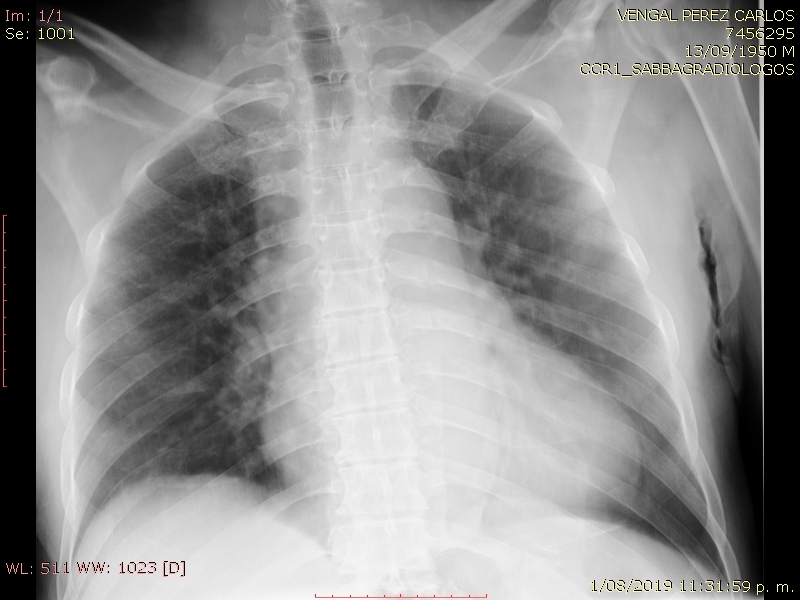 Im: 1/1
Se: 1001
VENGAL PEREZ CARLOS
7456295
13/09/1950 M
CCR1_SABBAGRADIOLOGOS
WL: 511 WW: 1023 [D]
1/08/2019 11:31:59 p. m.